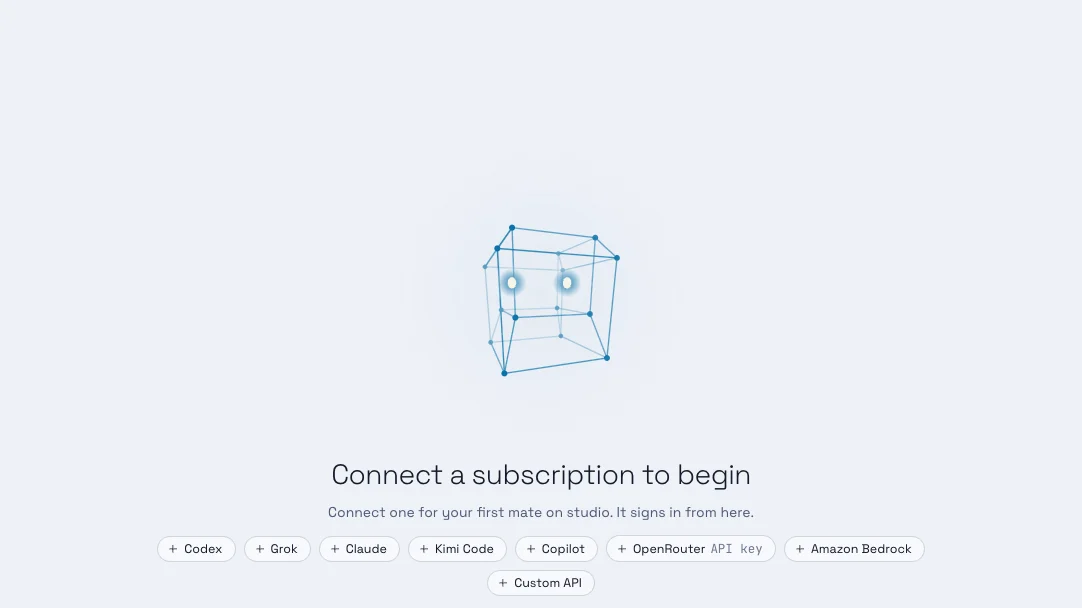 Connect a subscription to begin
Connect one for your first mate on studio. It signs in from here.
+ Codex + Grok + Claude + Kimi Code + Copilot + OpenRouter API key + Amazon Bedrock
+ Custom API